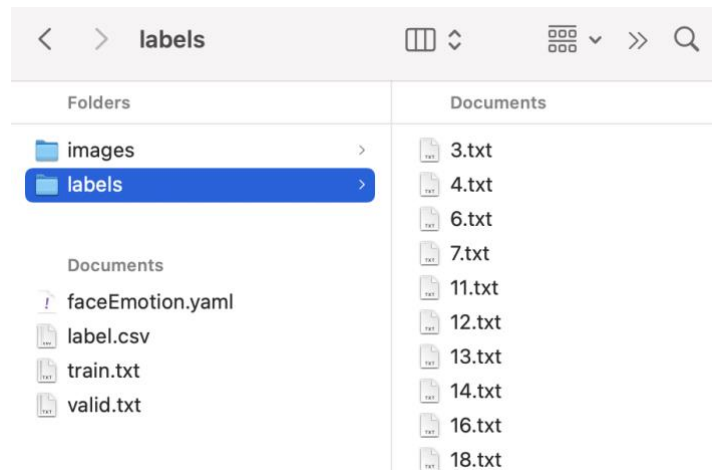 labels
Folders
images
labels
Documents
faceEmotion.yaml
label.csv
train.txt
valid.txt
Documents
3.txt
4.txt
6.txt
7.txt
11.txt
12.txt
13.txt
14.txt
16.txt
18.txt